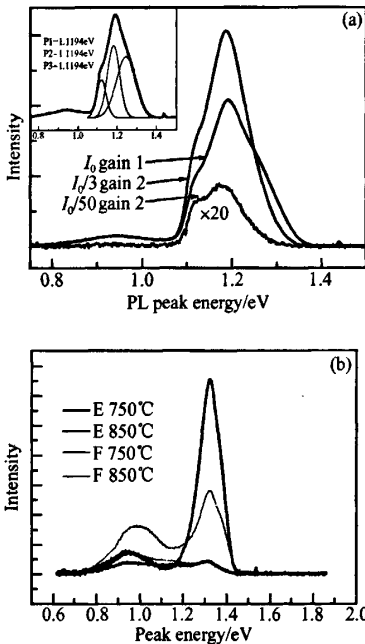 (a)
P1-1.1194eV
P2-1.1194eV
P3-1.1194eV
0.8 1.0 1.2 1.4
Intensity
I₀ gain 1
I₀/3 gain 2
I₀/50 gain 2
×20
0.8 1.0 1.2 1.4
PL peak energy/eV
(b)
E 750℃
E 850℃
F 750℃
F 850℃
Intensity
0.6 0.8 1.0 1.2 1.4 1.6 1.8 2.0
Peak energy/eV